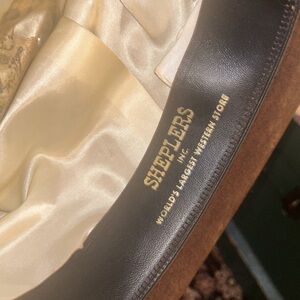 SHEPLERS
INC.
WORLD'S LARGEST WESTERN STORE